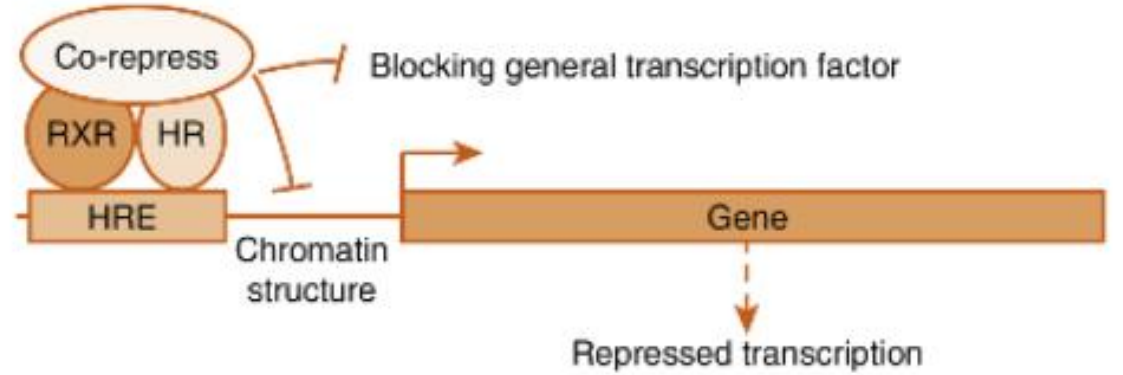 Co-repress
Blocking general transcription factor
RXR
HR
HRE
Gene
Chromatin
structure
Repressed transcription